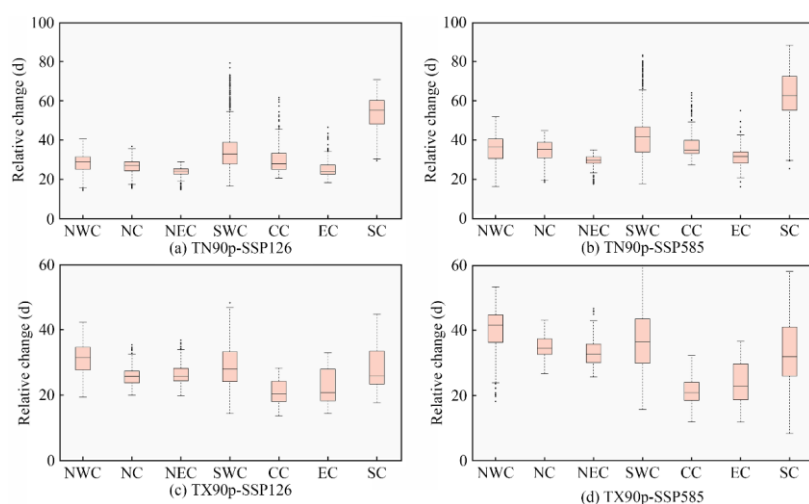 100
80
60
40
20
0
Relative change (d)
NWC NC NEC SWC CC EC SC
(a) TN90p-SSP126
100
80
60
40
20
0
Relative change (d)
NWC NC NEC SWC CC EC SC
(b) TN90p-SSP585
60
40
20
0
Relative change (d)
NWC NC NEC SWC CC EC SC
(c) TX90p-SSP126
60
40
20
0
Relative change (d)
NWC NC NEC SWC CC EC SC
(d) TX90p-SSP585